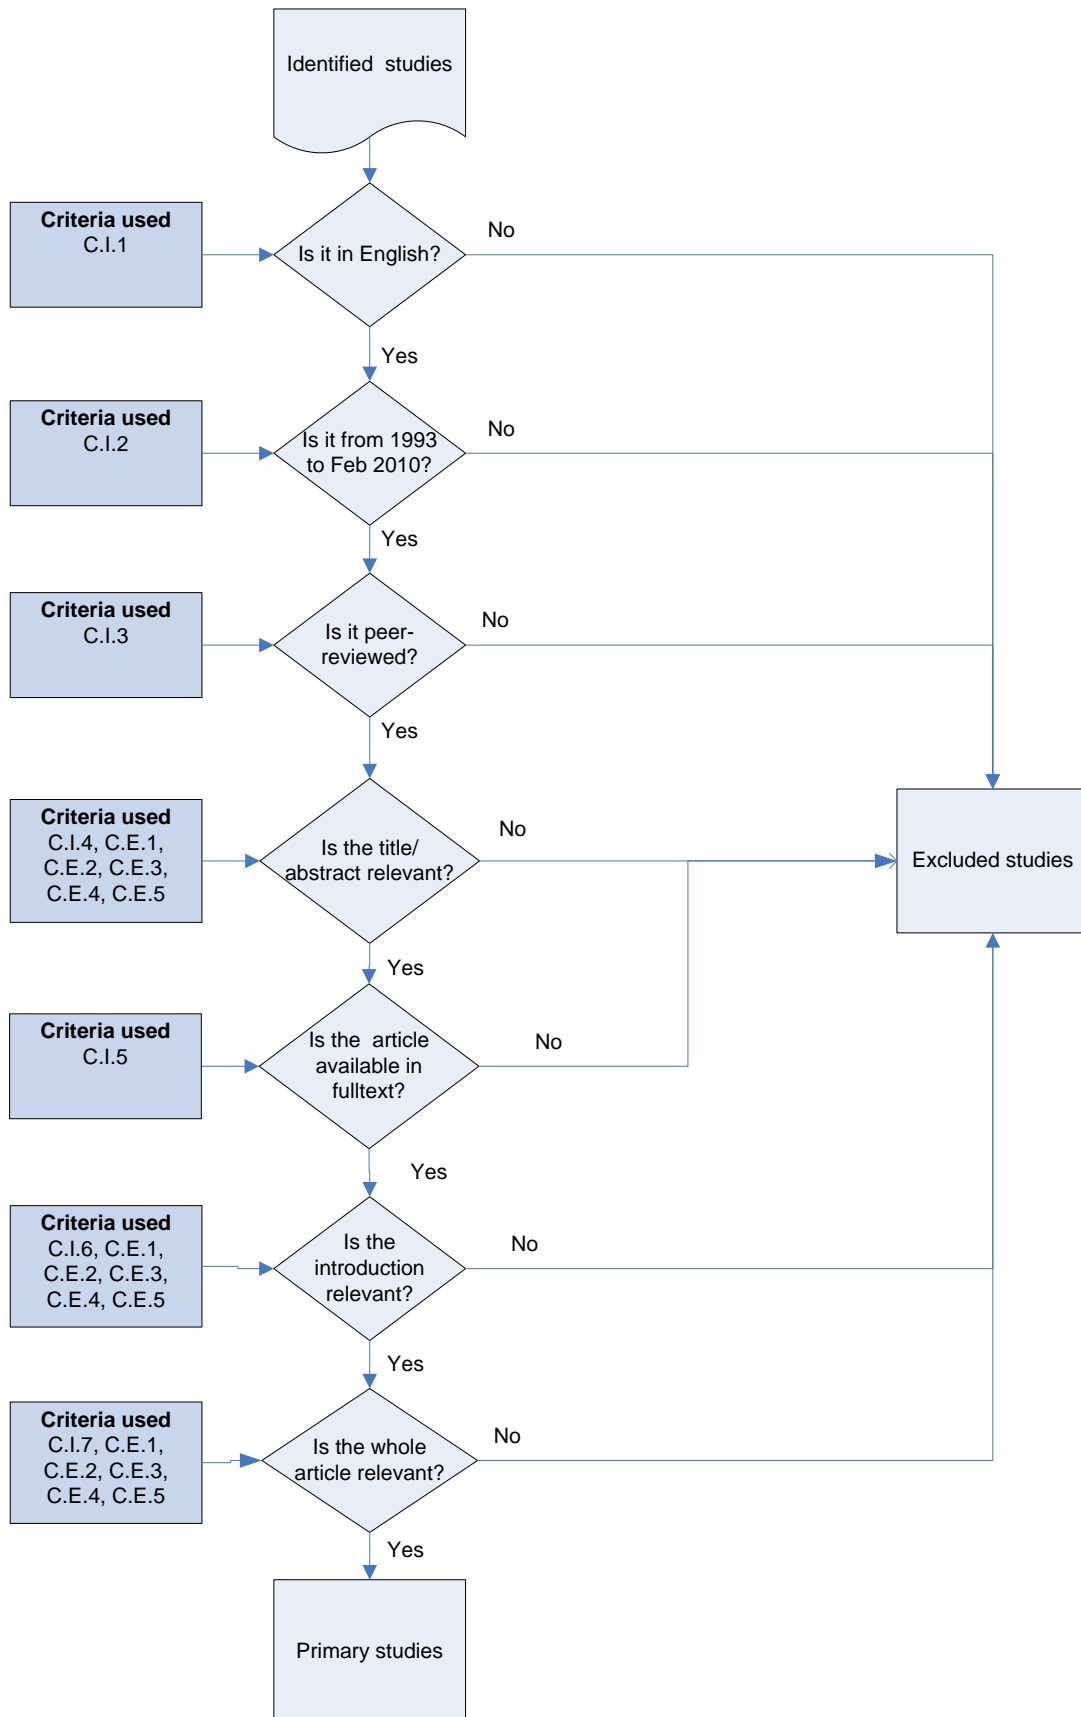 Identified studies
Criteria used
C.I.1
Is it in English?
No
Yes
Criteria used
C.I.2
Is it from 1993
to Feb 2010?
No
Yes
Criteria used
C.I.3
Is it peer-
reviewed?
No
Yes
Criteria used
C.I.4, C.E.1,
C.E.2, C.E.3,
C.E.4, C.E.5
Is the title/
abstract relevant?
No
Excluded studies
Yes
Criteria used
C.I.5
Is the article
available in
fulltext?
No
Yes
Criteria used
C.I.6, C.E.1,
C.E.2, C.E.3,
C.E.4, C.E.5
Is the
introduction
relevant?
No
Yes
Criteria used
C.I.7, C.E.1,
C.E.2, C.E.3,
C.E.4, C.E.5
Is the whole
article relevant?
No
Yes
Primary studies